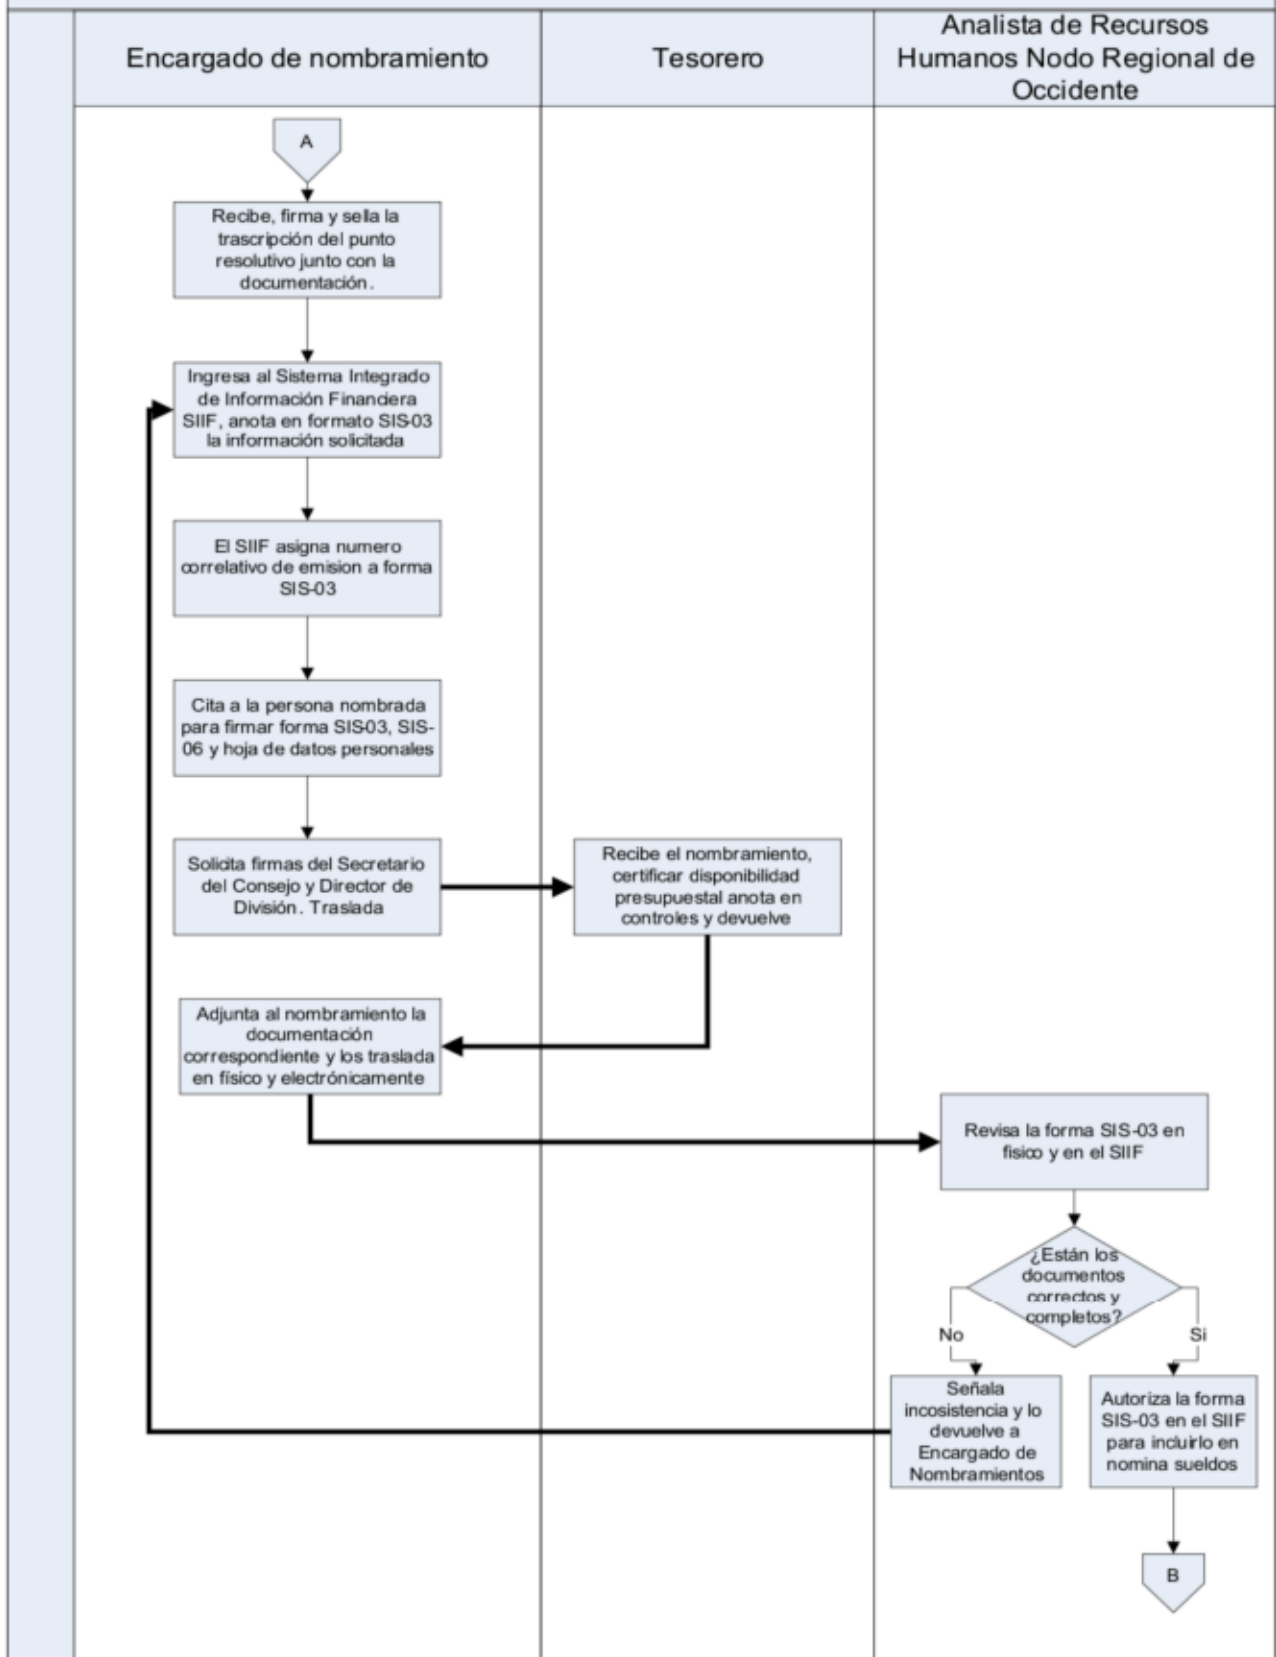 Encargado de nombramiento
Tesorero
Analista de Recursos
Humanos Nodo Regional de
Occidente
A
Recibe, firma y sella la
trascripción del punto
resolutivo junto con la
documentación.
Ingresa al Sistema Integrado
de Información Financiera
SIIF, anota en formato SIS-03
la información solicitada
El SIIF asigna numero
correlativo de emision a forma
SIS-03
Cita a la persona nombrada
para firmar forma SIS-03, SIS-
06 y hoja de datos personales
Solicita firmas del Secretario
del Consejo y Director de
División. Traslada
Recibe el nombramiento,
certificar disponibilidad
presupuestal anota en
controles y devuelve
Adjunta al nombramiento la
documentación
correspondiente y los traslada
en físico y electrónicamente
Revisa la forma SIS-03 en
fisico y en el SIIF
¿Están los
documentos
correctos y
completos?
No
Si
Señala
incosistencia y lo
devuelve a
Encargado de
Nombramientos
Autoriza la forma
SIS-03 en el SIIF
para incluirlo en
nomina sueldos
B